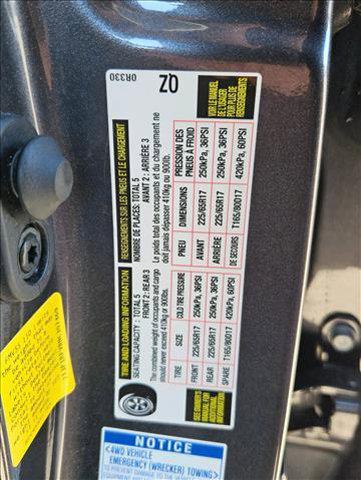 TIRE AND LOADING INFORMATION
SEATING CAPACITY : TOTAL 5 FRONT 2 : REAR 3
The combined weight of occupants and cargo
should never exceed 410kg or 900lbs.
TIRE SIZE COLD TIRE PRESSURE
FRONT 225/65R17 250kPa, 36PSI
REAR 225/65R17 250kPa, 36PSI
SPARE T165/80D17 420kPa, 60PSI
SEE OWNER'S
MANUAL FOR
ADDITIONAL
INFORMATION
RENSEIGNEMENTS SUR LES PNEUS ET LE CHARGEMENT
NOMBRE DE PLACES: TOTAL 5 AVANT 2 : ARRIÈRE 3
Le poids total des occupants et du chargement ne
doit jamais dépasser 410kg ou 900lb.
PNEU DIMENSIONS PRESSION DES
PNEUS À FROID
AVANT 225/65R17 250kPa, 36PSI
ARRIÈRE 225/65R17 250kPa, 36PSI
DE SECOURS T165/80D17 420kPa, 60PSI
VOIR LE MANUEL
DE L'USAGER
POUR PLUS DE
RENSEIGNEMENTS
0R330 QZ
NOTICE
<4WD VEHICLE
EMERGENCY (WRECKER) TOWING>